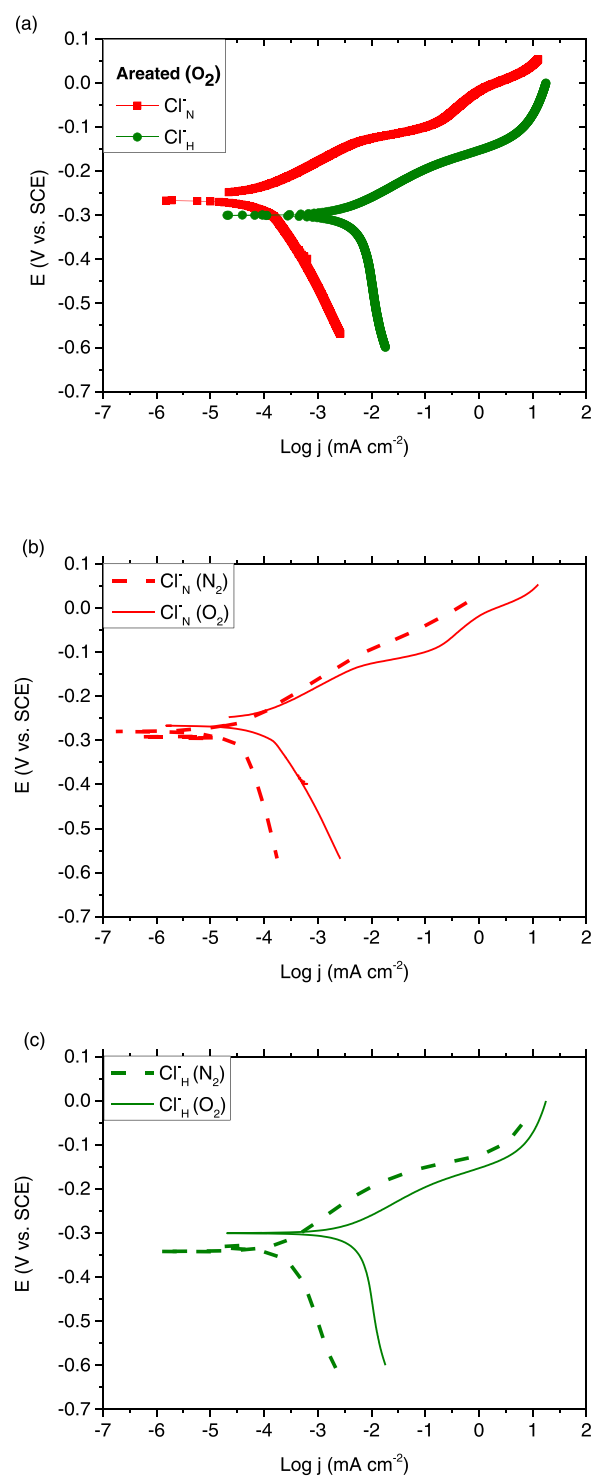 (a)
0.1
0.0
-0.1
-0.2
-0.3
-0.4
-0.5
-0.6
-0.7
E (V vs. SCE)
Areated (O₂)
Cl⁻N
Cl⁻H
-7 -6 -5 -4 -3 -2 -1 0 1 2
Log j (mA cm⁻²)
(b)
0.1
0.0
-0.1
-0.2
-0.3
-0.4
-0.5
-0.6
-0.7
E (V vs. SCE)
Cl⁻N (N₂)
Cl⁻N (O₂)
-7 -6 -5 -4 -3 -2 -1 0 1 2
Log j (mA cm⁻²)
(c)
0.1
0.0
-0.1
-0.2
-0.3
-0.4
-0.5
-0.6
-0.7
E (V vs. SCE)
Cl⁻H (N₂)
Cl⁻H (O₂)
-7 -6 -5 -4 -3 -2 -1 0 1 2
Log j (mA cm⁻²)